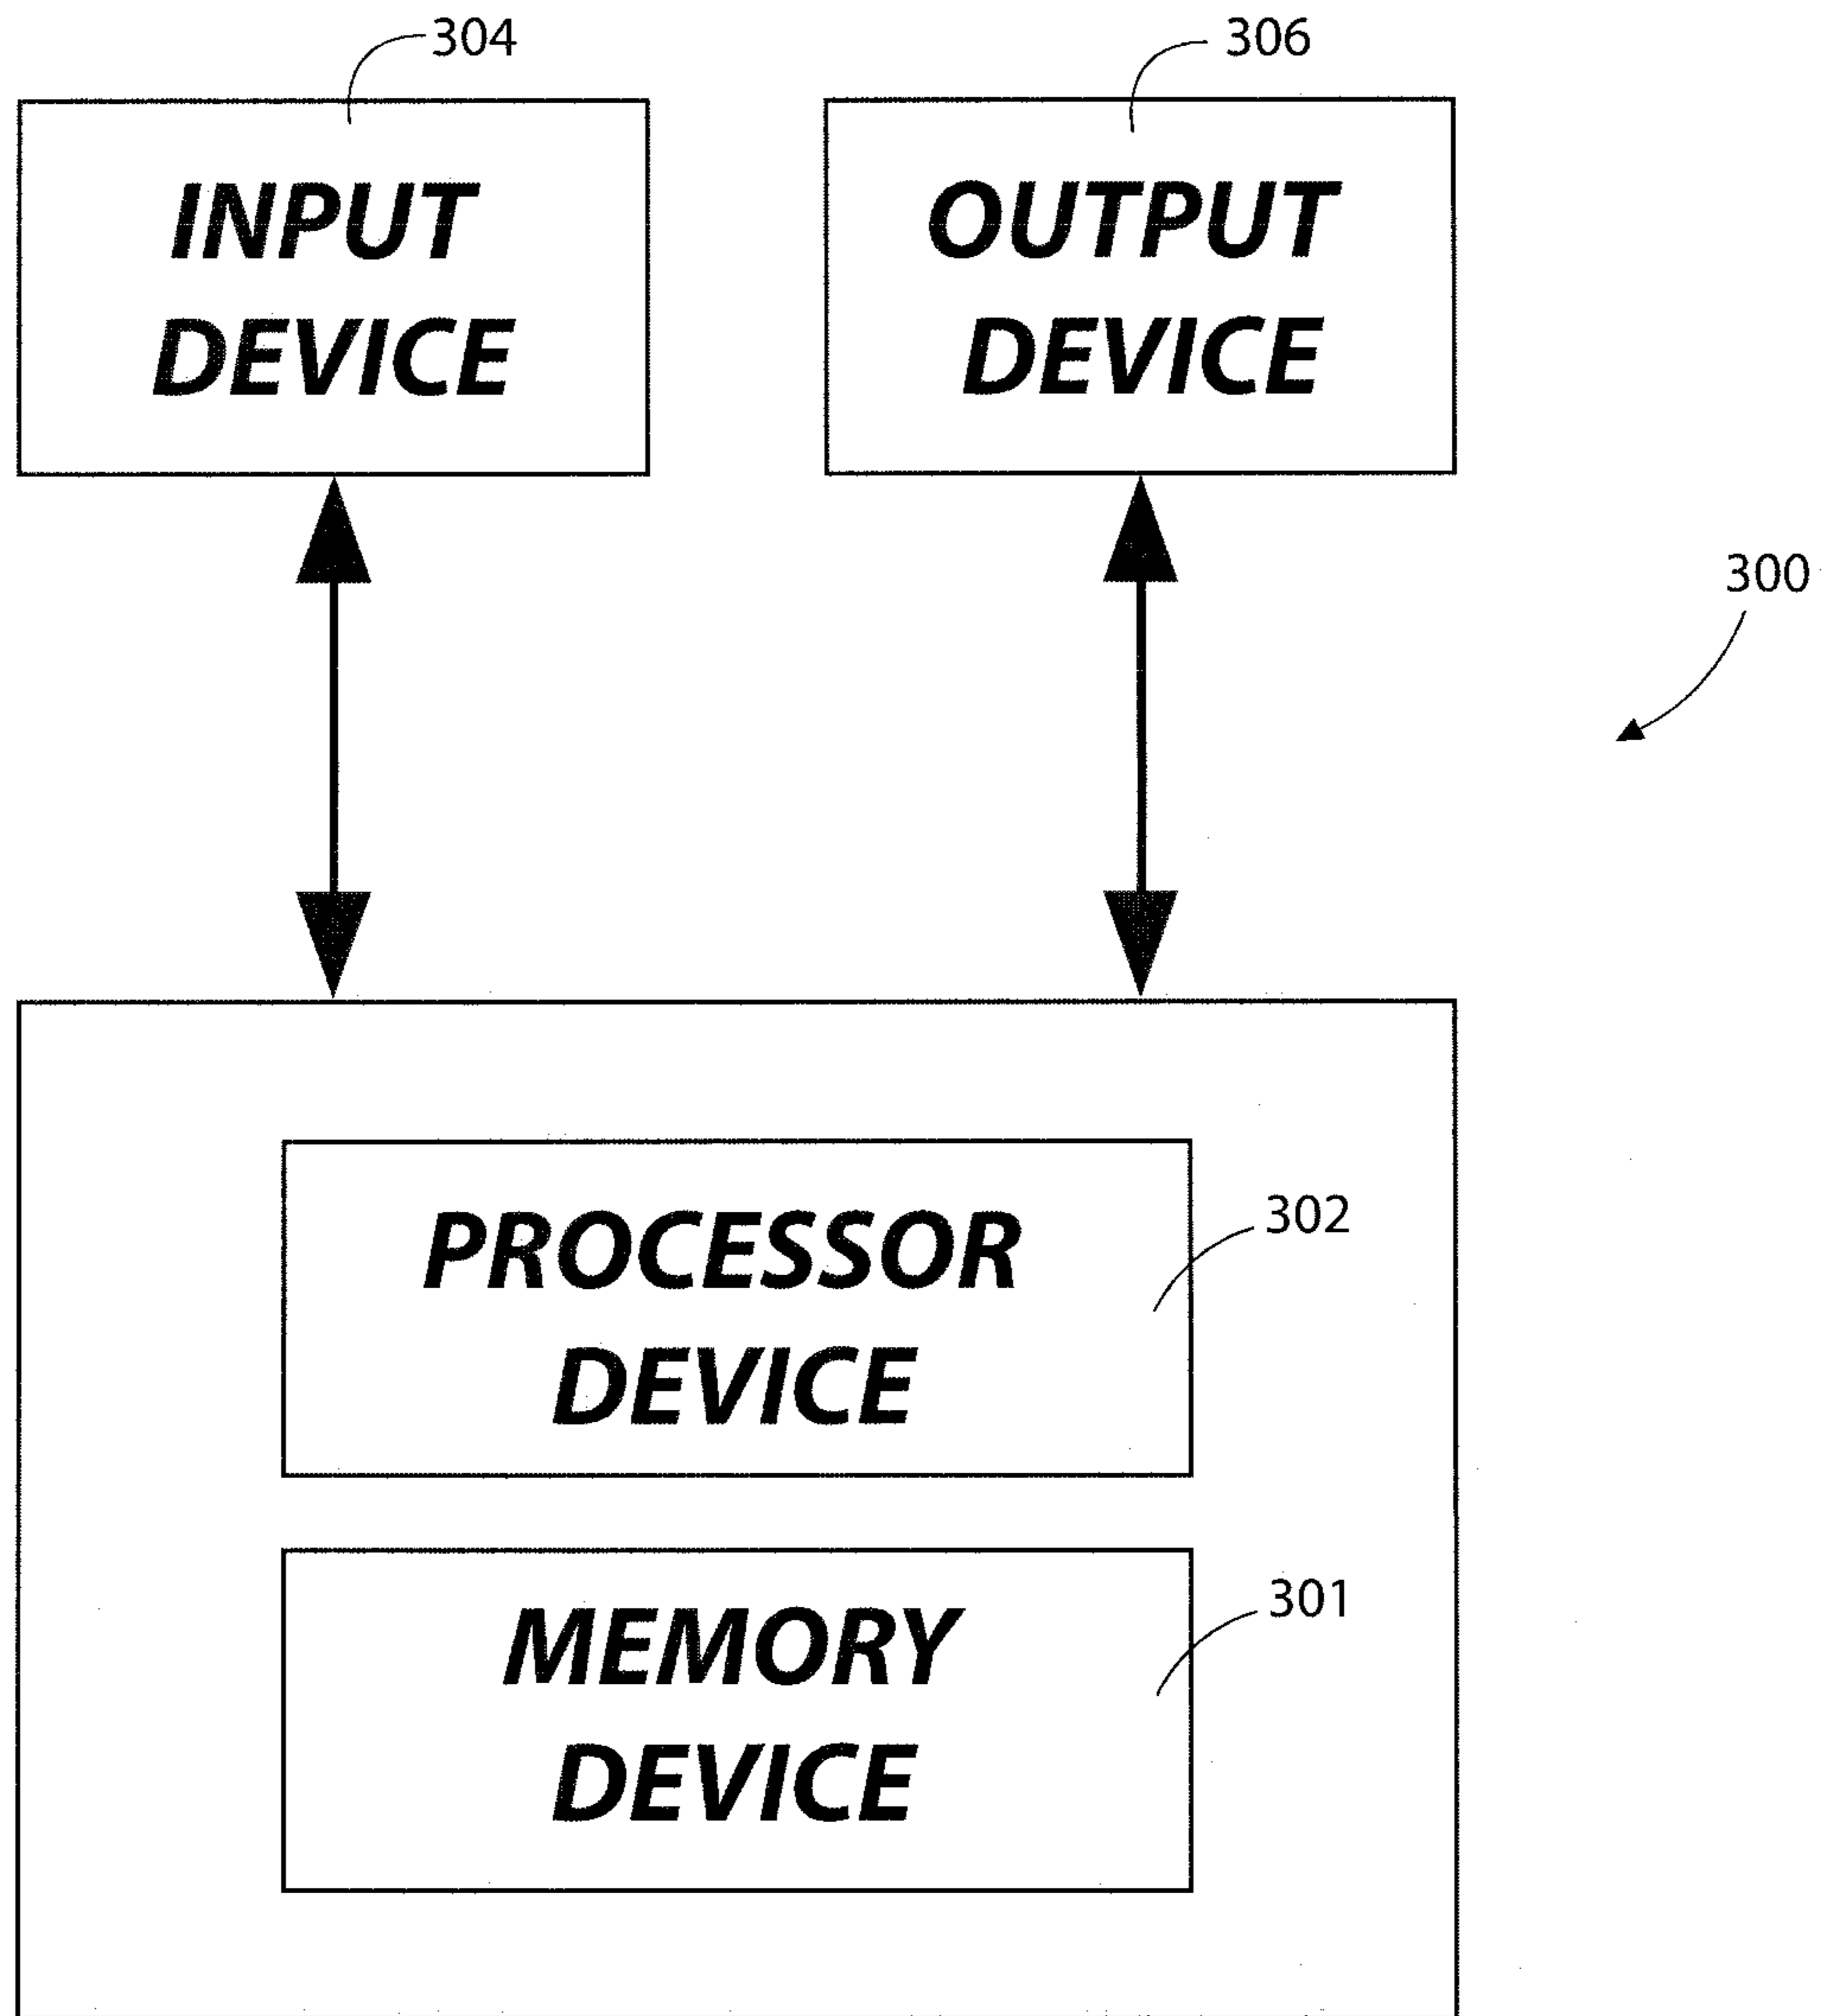 304
306
INPUT
DEVICE
OUTPUT
DEVICE
300
PROCESSOR
DEVICE
302
MEMORY
DEVICE
301